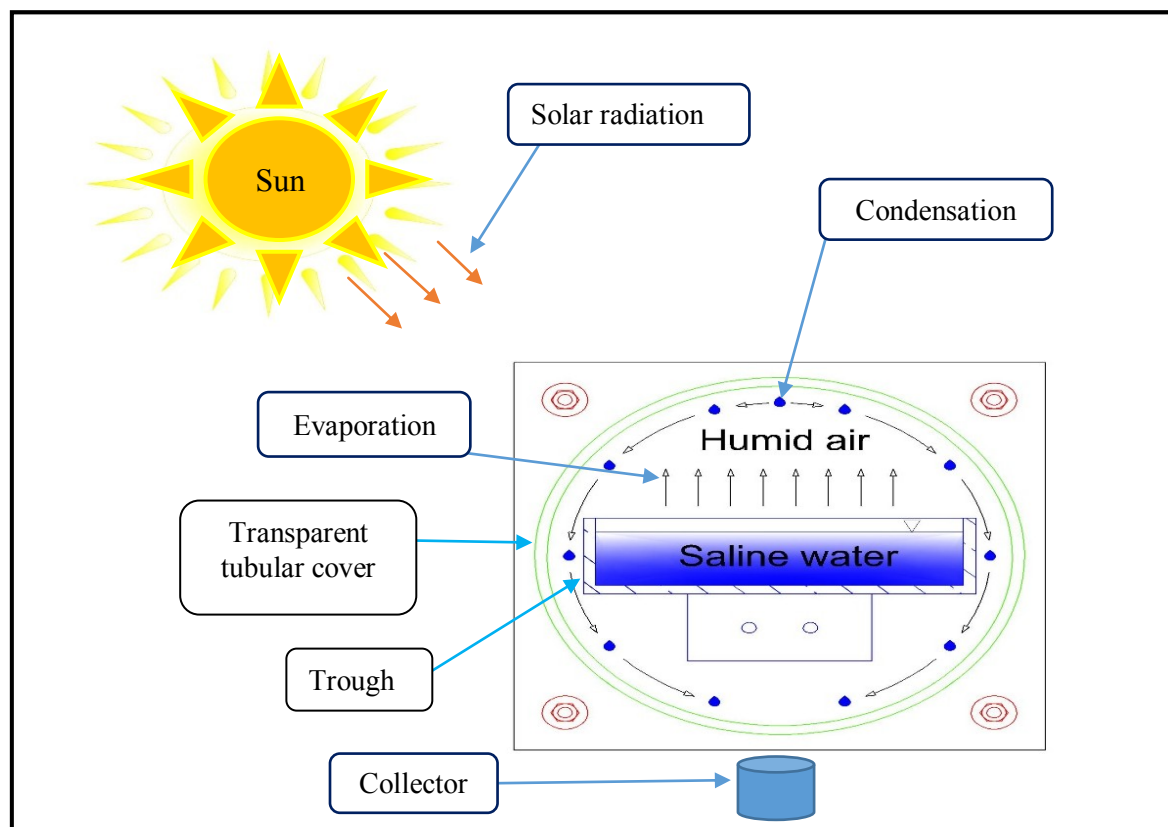 Solar radiation
Sun
Condensation
Evaporation
Humid air
Transparent
tubular cover
Saline water
Trough
Collector